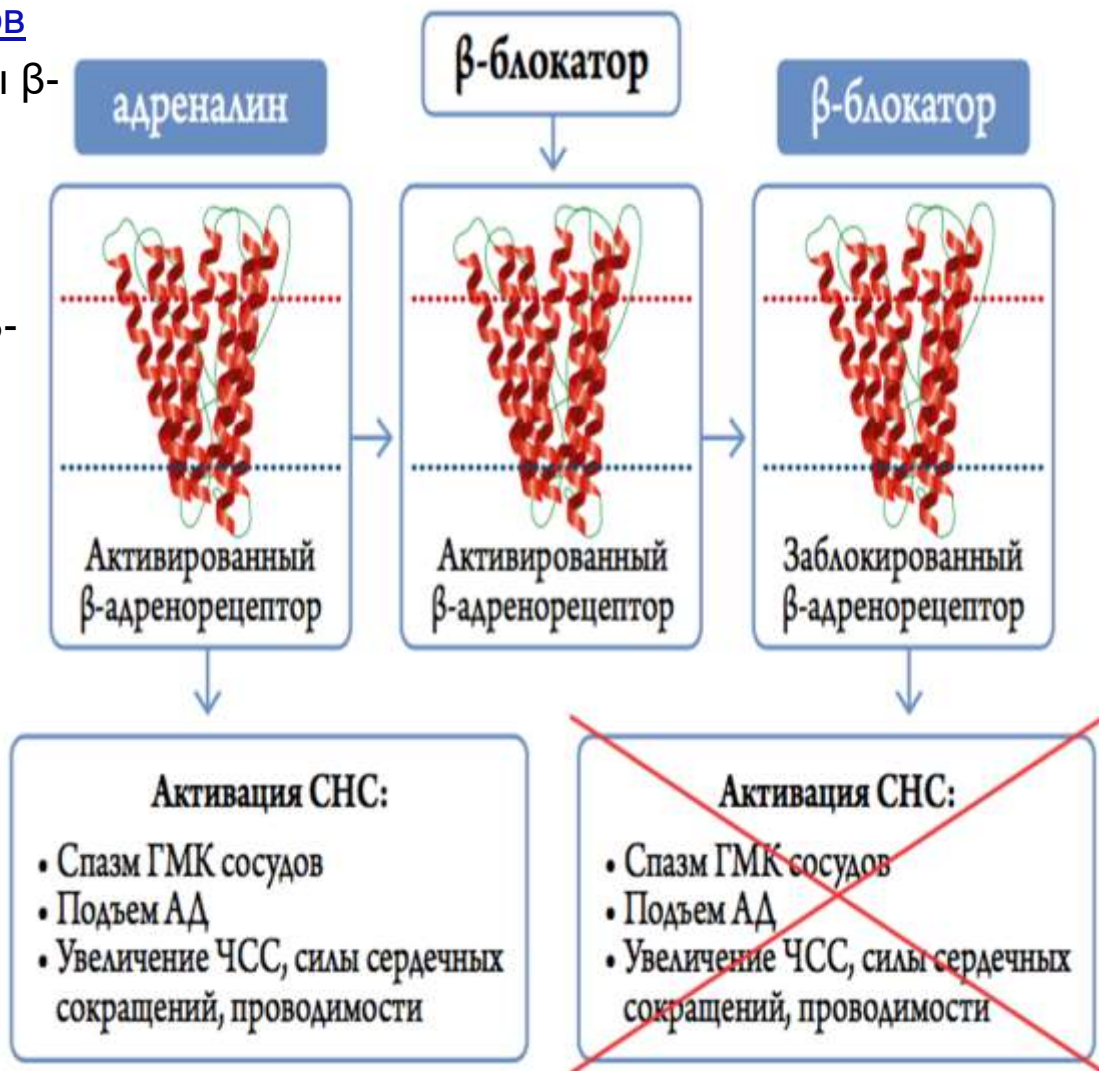 ов
ы β-
β-
β-блокатор
адреналин
β-блокатор
Активированный
β-адренорецептор
Активированный
β-адренорецептор
Заблокированный
β-адренорецептор
Активация СНС:
• Спазм ГМК сосудов
• Подъем АД
• Увеличение ЧСС, силы сердечных
сокращений, проводимости
Активация СНС:
• Спазм ГМК сосудов
• Подъем АД
• Увеличение ЧСС, силы сердечных
сокращений, проводимости